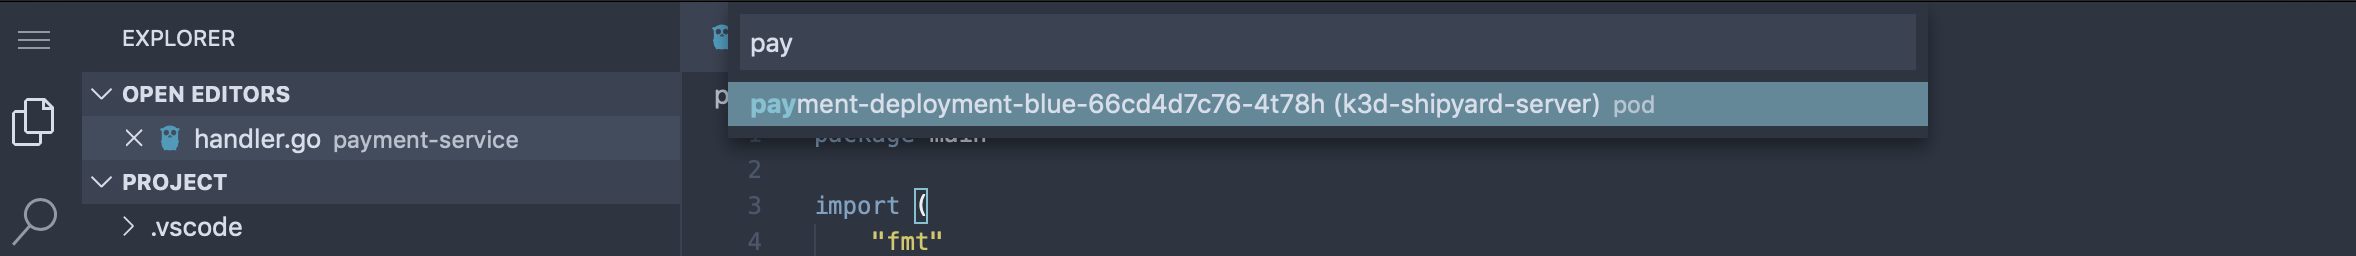 EXPLORER
OPEN EDITORS
handler.go payment-service
PROJECT
.vscode
pay
payment-deployment-blue-66cd4d7c76-4t78h (k3d-shipyard-server) pod
1 package main
2
3 import (
4 "fmt"